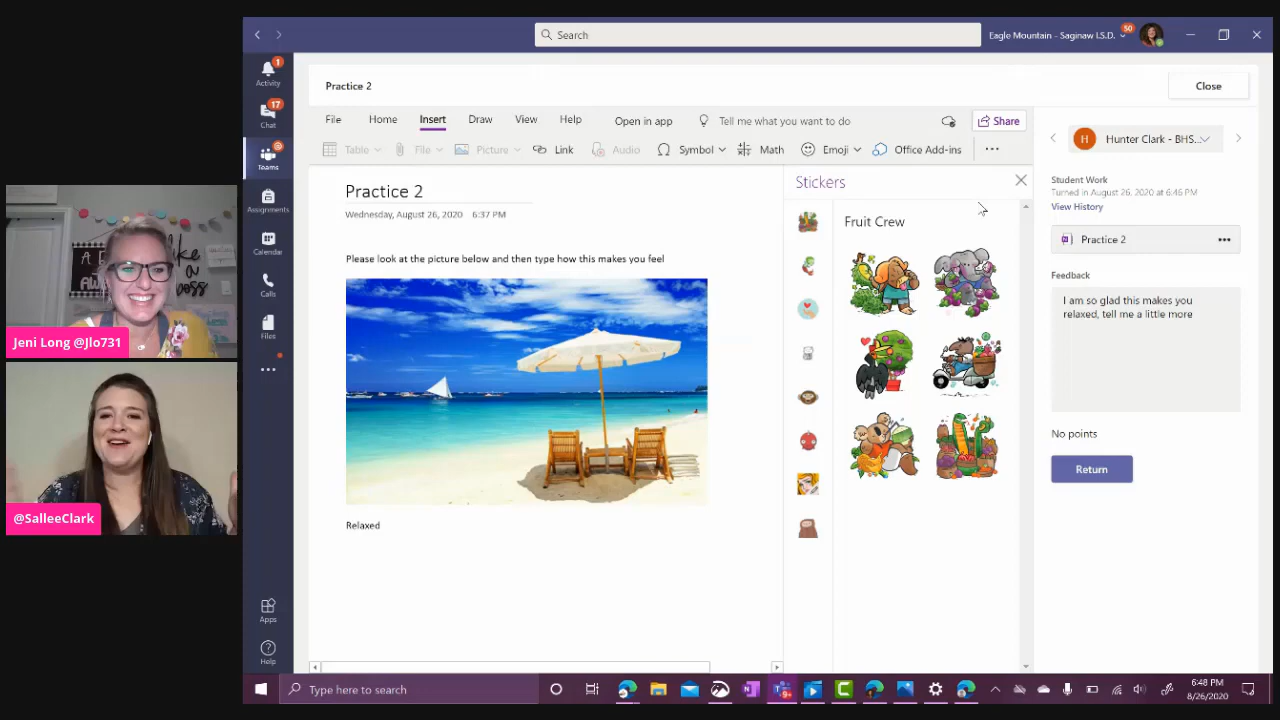 Search
Eagle Mountain - Saginaw I.S.D.
50
Practice 2
Close
File
Home
Insert
Draw
View
Help
Open in app
Tell me what you want to do
Share
Table
File
Picture
Link
Audio
Symbol
Math
Emoji
Office Add-ins
Activity
1
Chat
17
Teams
Assignments
Calendar
Calls
Files
Apps
Help
Practice 2
Wednesday, August 26, 2020 6:37 PM
Please look at the picture below and then type how this makes you feel
Relaxed
Stickers
Fruit Crew
H
Hunter Clark - BHS...
Student Work
Turned in August 26, 2020 at 6:46 PM
View History
Practice 2
Feedback
I am so glad this makes you
relaxed, tell me a little more
No points
Return
Jeni Long @Jlo731
@SalleeClark
Type here to search
6:48 PM
8/26/2020